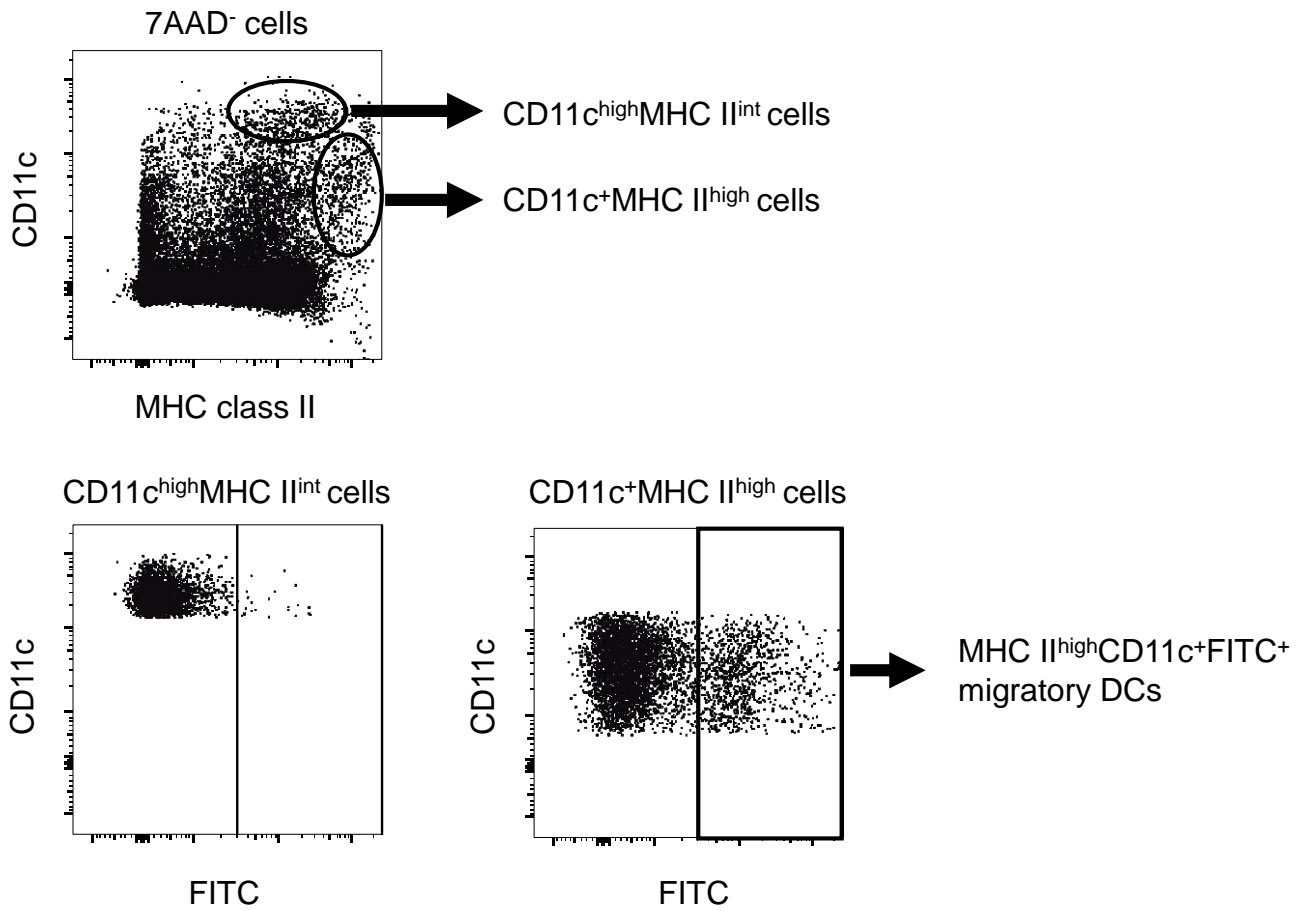 7AAD⁻ cells
CD11c
MHC class II
CD11cʰⁱᵍʰMHC IIⁱⁿᵗ cells
CD11c⁺MHC IIʰⁱᵍʰ cells
CD11cʰⁱᵍʰMHC IIⁱⁿᵗ cells
CD11c
FITC
CD11c⁺MHC IIʰⁱᵍʰ cells
CD11c
FITC
MHC IIʰⁱᵍʰCD11c⁺FITC⁺
migratory DCs